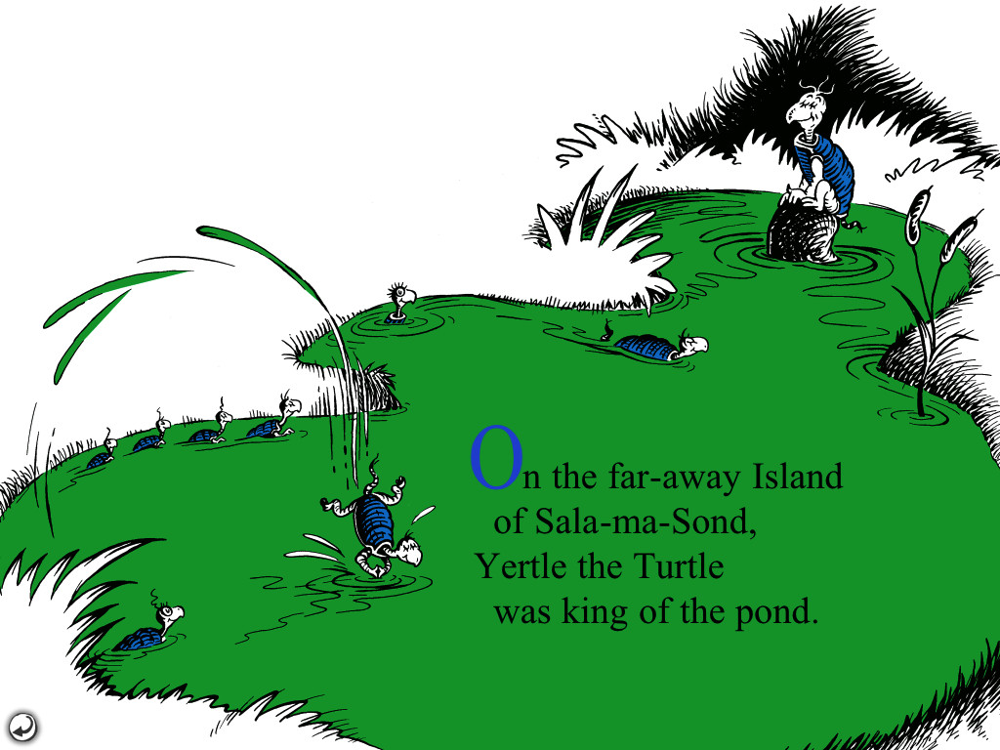 On the far-away Island
of Sala-ma-Sond,
Yertle the Turtle
was king of the pond.